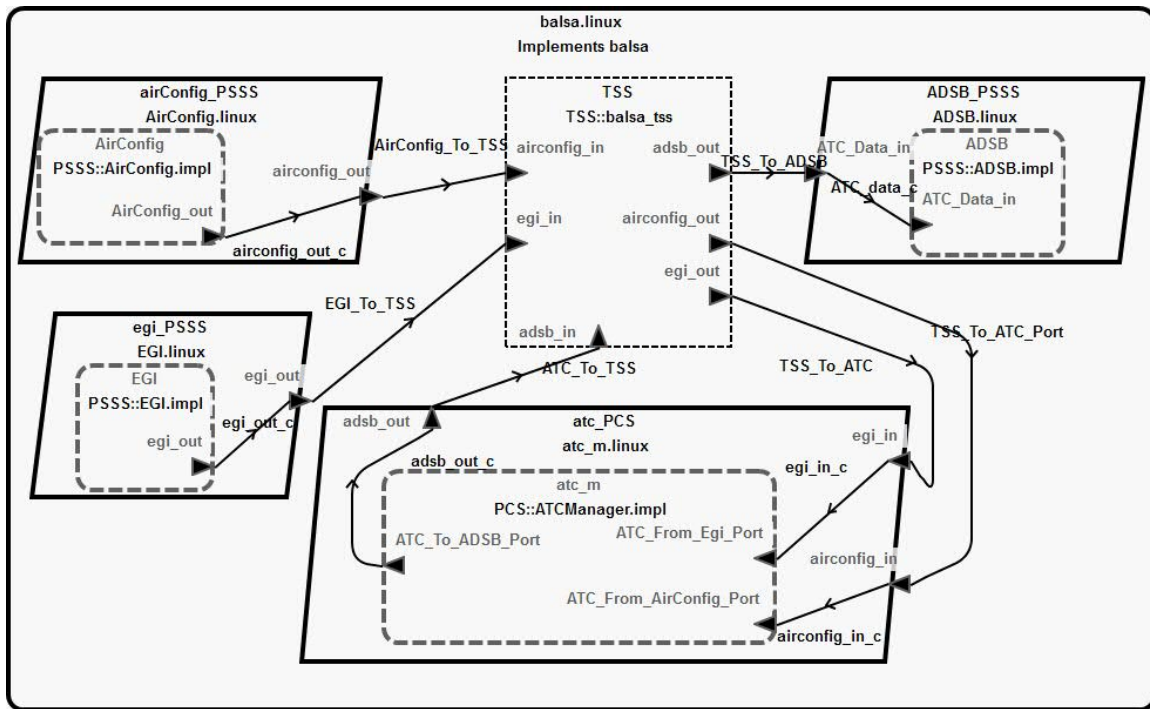 balsa.linux
Implements balsa
airConfig_PSSS
AirConfig.linux
AirConfig
PSSS::AirConfig.impl
AirConfig_out
airconfig_out
airconfig_out_c
AirConfig_To_TSS
TSS
TSS::balsa_tss
airconfig_in
adsb_out
egi_in
airconfig_out
egi_out
adsb_in
TSS_To_ADSB
ADSB_PSSS
ADSB.linux
ATC_Data_in
ADSB
PSSS::ADSB.impl
ATC_data_c
ATC_Data_in
EGI_To_TSS
egi_PSSS
EGI.linux
EGI
PSSS::EGI.impl
egi_out
egi_out_c
egi_out
ATC_To_TSS
TSS_To_ATC
TSS_To_ATC_Port
adsb_out
atc_PCS
atc_m.linux
egi_in
adsb_out_c
egi_in_c
atc_m
PCS::ATCManager.impl
ATC_To_ADSB_Port
ATC_From_Egi_Port
airconfig_in
ATC_From_AirConfig_Port
airconfig_in_c